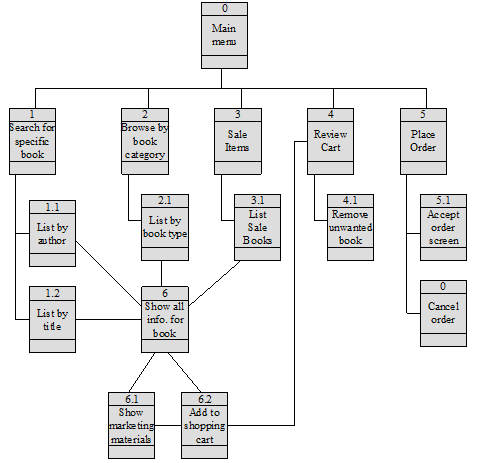 0
Main
menu
1
Search for
specific
book
2
Browse by
book
category
3
Sale
Items
4
Review
Cart
5
Place
Order
1.1
List by
author
2.1
List by
book type
3.1
List
Sale
Books
4.1
Remove
unwanted
book
5.1
Accept
order
screen
1.2
List by
title
6
Show all
info. for
book
0
Cancel
order
6.1
Show
marketing
materials
6.2
Add to
shopping
cart